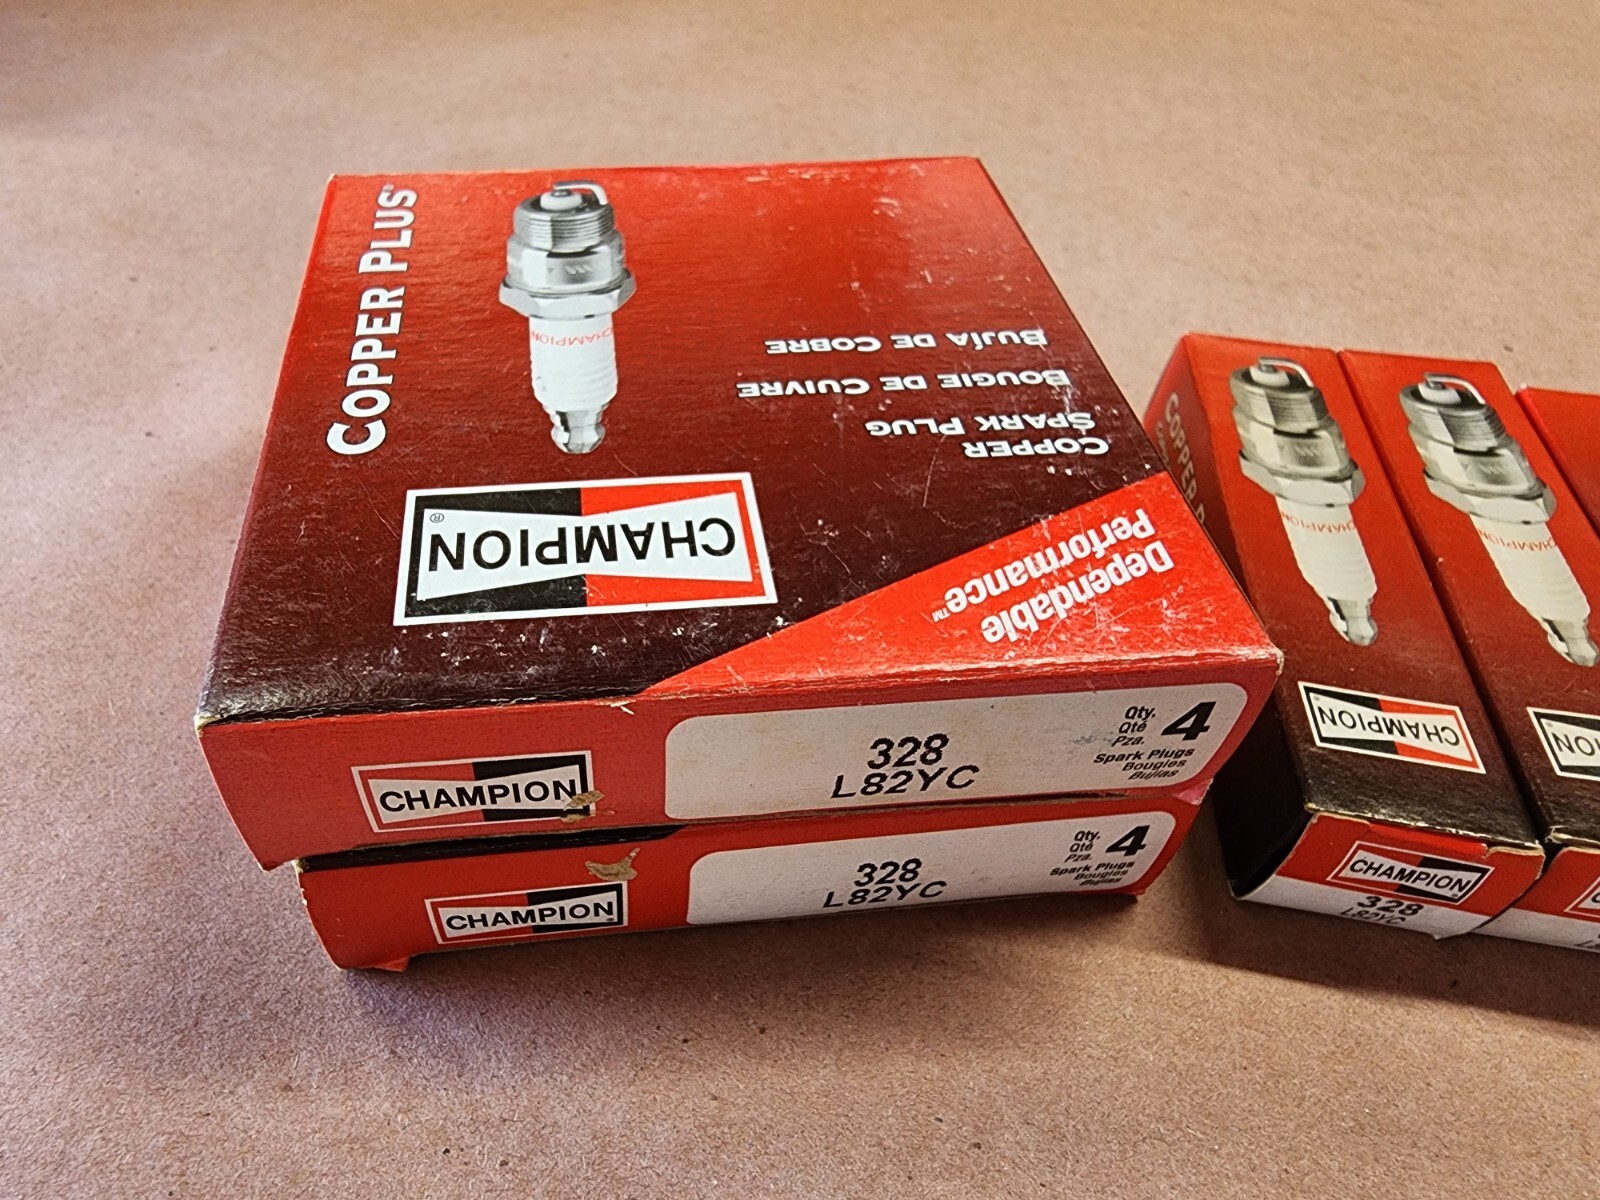 COPPER PLUS®
CHAMPION
BUJÍA DE COBRE
BOUGIE DE CUIVRE
COPPER
SPARK PLUG
CHAMPION®
Dependable
Performance™
CHAMPION
328
L82YC
Qty.
Qté
Pza.
4
Spark Plugs
Bougies
Bujías
CHAMPION
328
L82YC
Qty.
Qté
Pza.
4
Spark Plugs
Bougies
Bujías
COPPER
CHAMPION
CHAMPION
CHAMPION
328
L82YC
CHAMPION